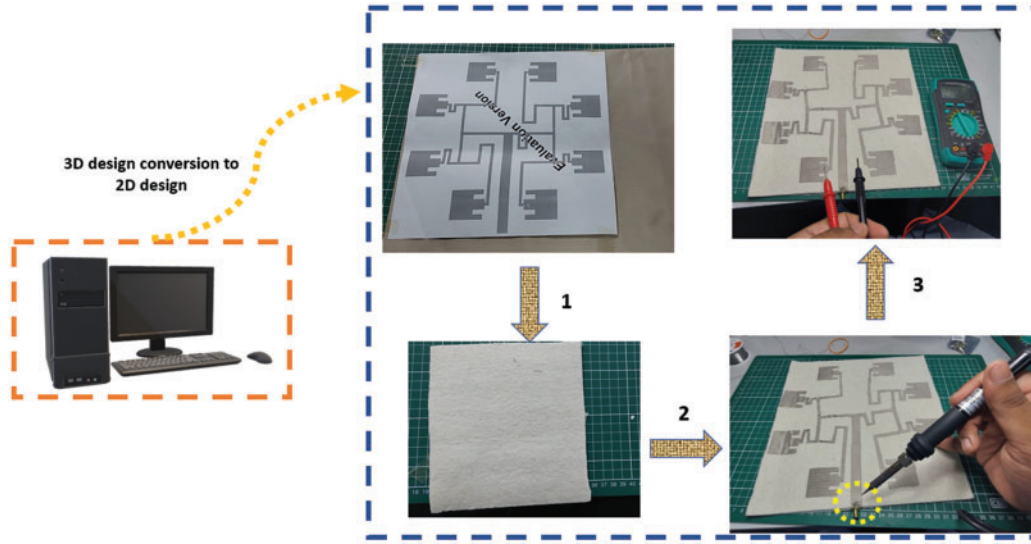 3D design conversion to
2D design
Evaluation Version
1
2
3